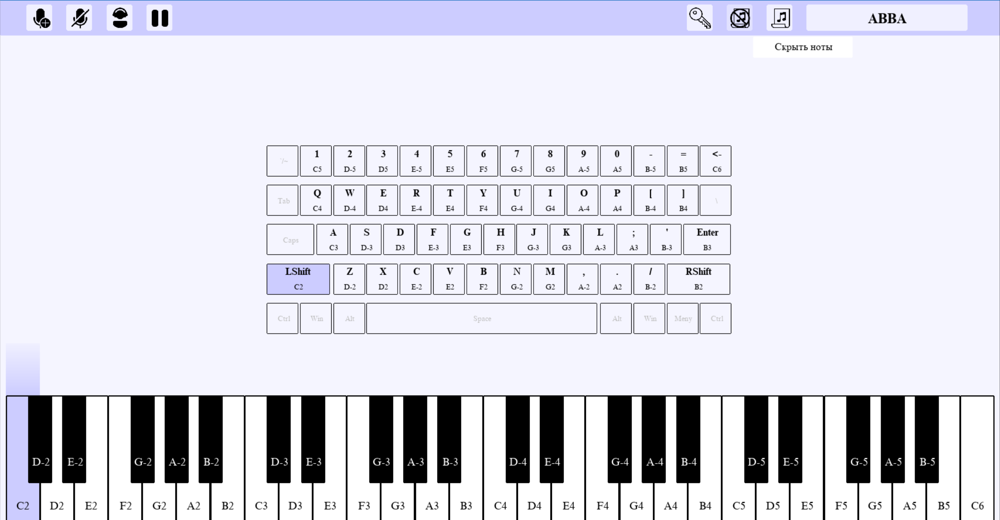 ABBA
Скрыть ноты
`/~ 1 2 3 4 5 6 7 8 9 0 - = <-
C5 D-5 D5 E-5 E5 F5 G-5 G5 A-5 A5 B-5 B5 C6
Tab Q W E R T Y U I O P [ ] \
C4 D-4 D4 E-4 E4 F4 G-4 G4 A-4 A4 B-4 B4
Caps A S D F G H J K L ; ' Enter
C3 D-3 D3 E-3 E3 F3 G-3 G3 A-3 A3 B-3 B3
LShift Z X C V B N M , . / RShift
C2 D-2 D2 E-2 E2 F2 G-2 G2 A-2 A2 B-2 B2
Ctrl Win Alt Space Alt Win Meny Ctrl
D-2 E-2 G-2 A-2 B-2 D-3 E-3 G-3 A-3 B-3 D-4 E-4 G-4 A-4 B-4 D-5 E-5 G-5 A-5 B-5
C2 D2 E2 F2 G2 A2 B2 C3 D3 E3 F3 G3 A3 B3 C4 D4 E4 F4 G4 A4 B4 C5 D5 E5 F5 G5 A5 B5 C6